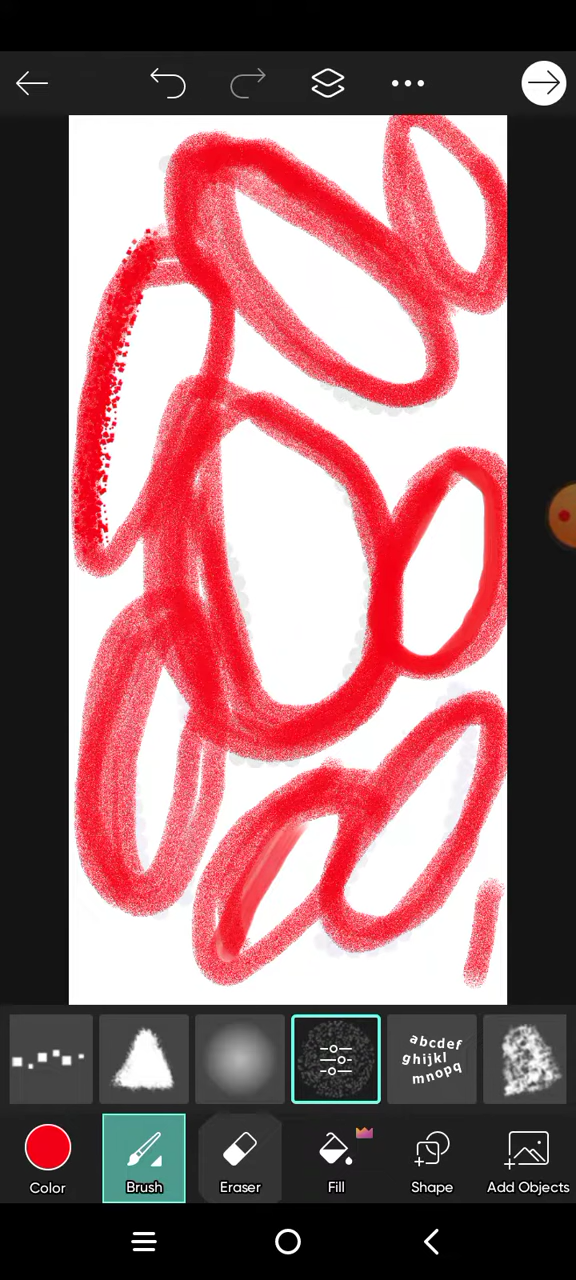 abcdef
ghijkl
mnopq
Color
Brush
Eraser
Fill
Shape
Add Objects